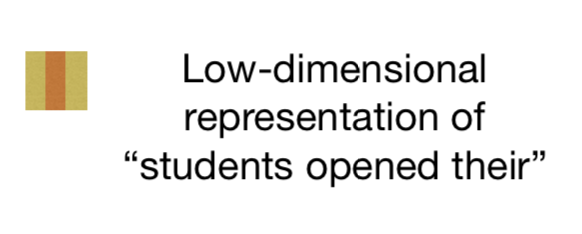 Low-dimensional
representation of
“students opened their”